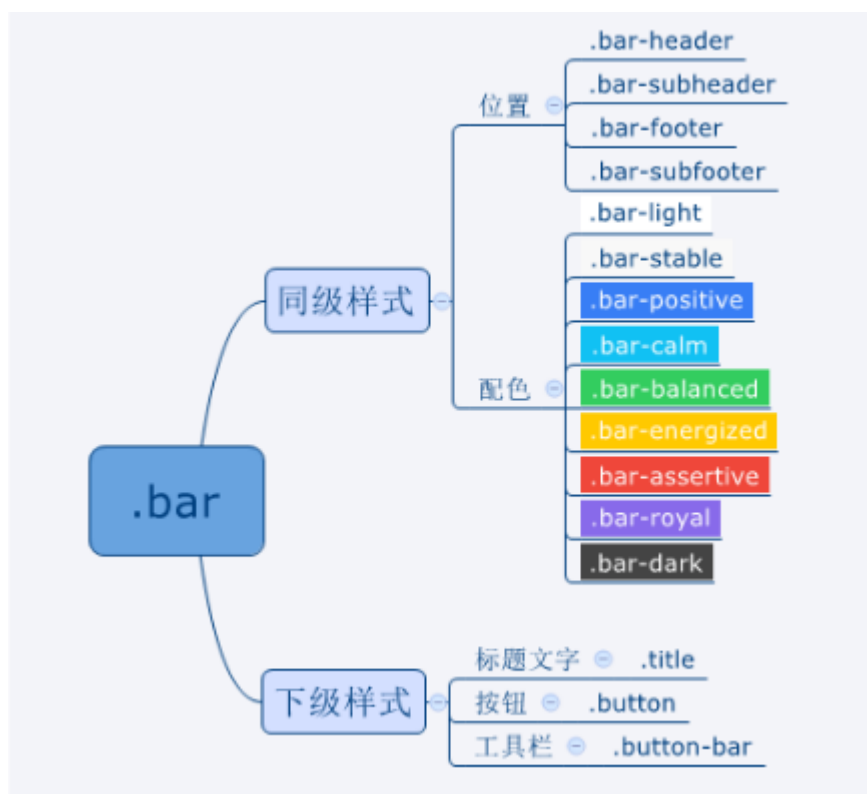 .bar
同级样式
位置
.bar-header
.bar-subheader
.bar-footer
.bar-subfooter
配色
.bar-light
.bar-stable
.bar-positive
.bar-calm
.bar-balanced
.bar-energized
.bar-assertive
.bar-royal
.bar-dark
下级样式
标题文字 .title
按钮 .button
工具栏 .button-bar